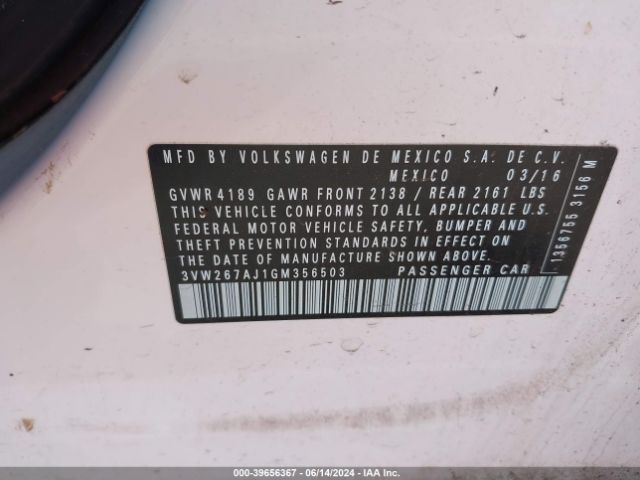 MFD BY VOLKSWAGEN DE MEXICO S.A. DE C.V.
MEXICO 03/16
GVWR 4189 GAWR FRONT 2138 / REAR 2161 LBS
THIS VEHICLE CONFORMS TO ALL APPLICABLE U.S.
FEDERAL MOTOR VEHICLE SAFETY, BUMPER AND
THEFT PREVENTION STANDARDS IN EFFECT ON
THE DATE OF MANUFACTURE SHOWN ABOVE.
3VW267AJ1GM356503 PASSENGER CAR
1356755 3156 M
000-39656367 - 06/14/2024 - IAA Inc.